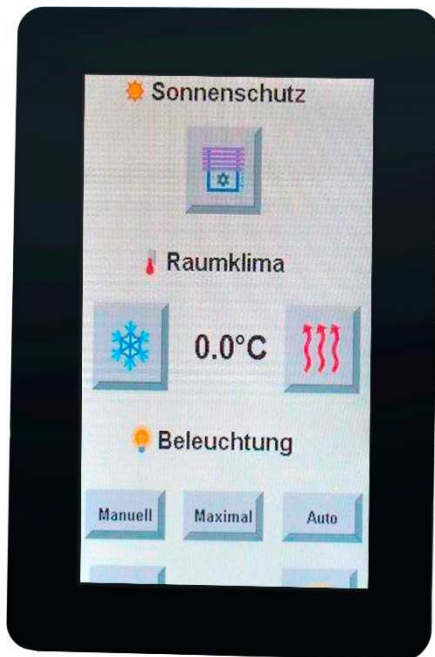 Sonnenschutz
Raumklima
0.0°C
Beleuchtung
Manuell Maximal Auto